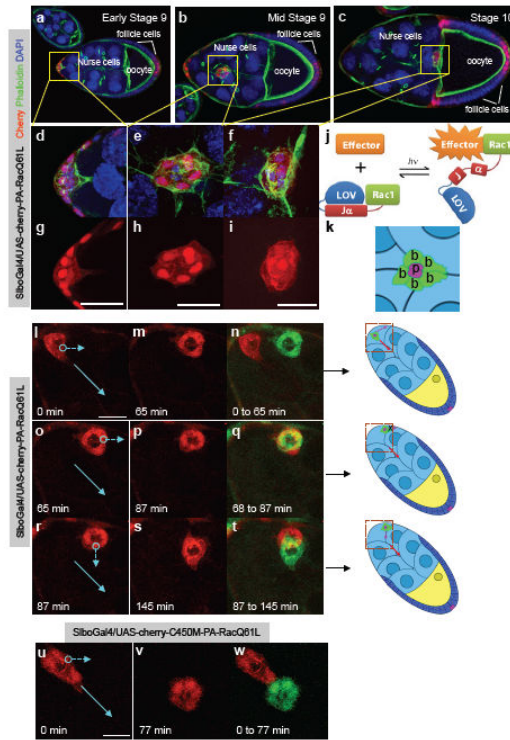 a
Early Stage 9
follicle cells
Nurse cells
oocyte
b
Mid Stage 9
Nurse cells
oocyte
follicle cells
c
Stage 10
Nurse cells
oocyte
follicle cells
SlboGal4/UAS-cherry-PA-RacQ61L
Cherry Phalloidin DAPI
d
e
f
g
h
i
j
Effector
+
LOV
Rac1
Jα
hν
Effector
Rac1
J
α
LOV
k
b
b
p
b
b
SlboGal4/UAS-cherry-PA-RacQ61L
l
0 min
m
65 min
n
0 to 65 min
o
65 min
p
87 min
q
68 to 87 min
r
87 min
s
145 min
t
87 to 145 min
SlboGal4/UAS-cherry-C450M-PA-RacQ61L
u
0 min
v
77 min
w
0 to 77 min